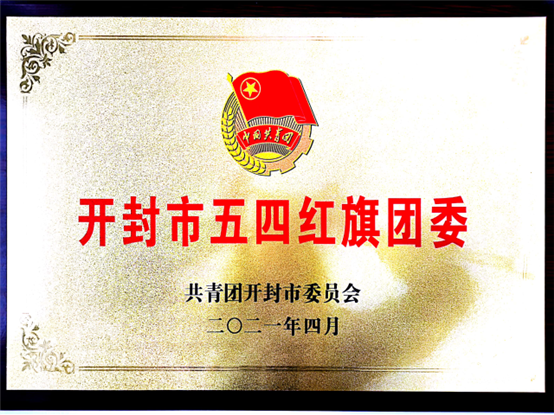 中国共青团
开封市五四红旗团委
共青团开封市委员会
二〇二一年四月